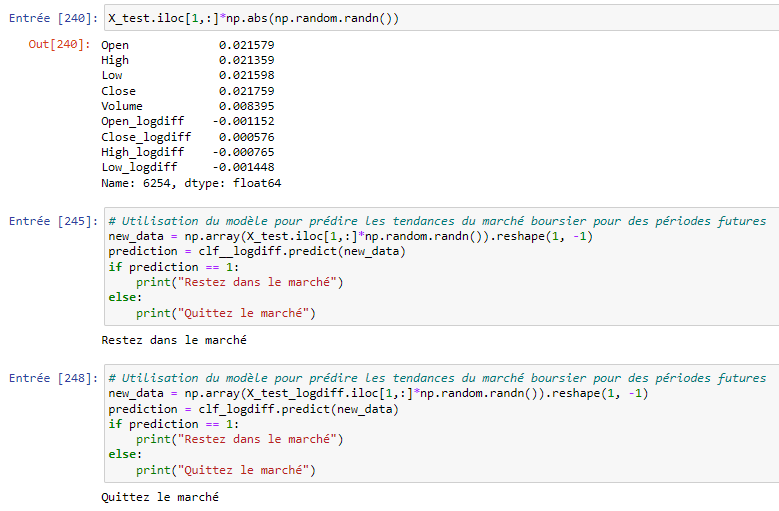 Entrée [240]: X_test.iloc[1,:]*np.abs(np.random.randn())
Out[240]: Open 0.021579
High 0.021359
Low 0.021598
Close 0.021759
Volume 0.008395
Open_logdiff -0.001152
Close_logdiff 0.000576
High_logdiff -0.000765
Low_logdiff -0.001448
Name: 6254, dtype: float64
Entrée [245]: # Utilisation du modèle pour prédire les tendances du marché boursier pour des périodes futures
new_data = np.array(X_test.iloc[1,:]*np.random.randn()).reshape(1, -1)
prediction = clf__logdiff.predict(new_data)
if prediction == 1:
print("Restez dans le marché")
else:
print("Quittez le marché")
Restez dans le marché
Entrée [248]: # Utilisation du modèle pour prédire les tendances du marché boursier pour des périodes futures
new_data = np.array(X_test_logdiff.iloc[1,:]*np.random.randn()).reshape(1, -1)
prediction = clf_logdiff.predict(new_data)
if prediction == 1:
print("Restez dans le marché")
else:
print("Quittez le marché")
Quittez le marché